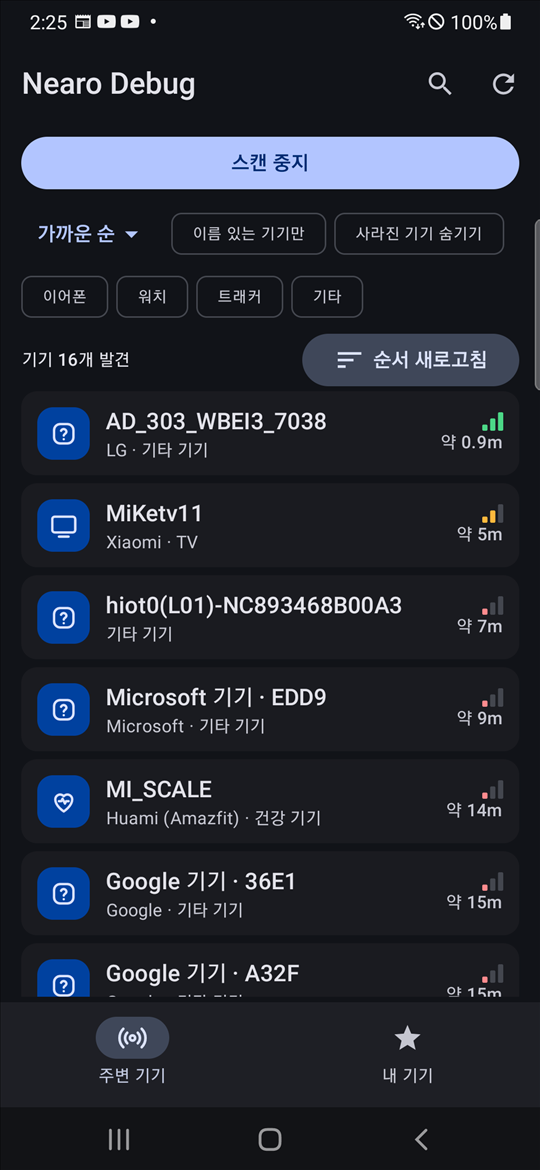 2:25
100%
Nearo Debug
스캔 중지
가까운 순
이름 있는 기기만
사라진 기기 숨기기
이어폰
워치
트래커
기타
기기 16개 발견
순서 새로고침
AD_303_WBEI3_7038
LG · 기타 기기
약 0.9m
MiKetv11
Xiaomi · TV
약 5m
hiot0(L01)-NC893468B00A3
기타 기기
약 7m
Microsoft 기기 · EDD9
Microsoft · 기타 기기
약 9m
MI_SCALE
Huami (Amazfit) · 건강 기기
약 14m
Google 기기 · 36E1
Google · 기타 기기
약 15m
Google 기기 · A32F
약 15m
주변 기기
내 기기